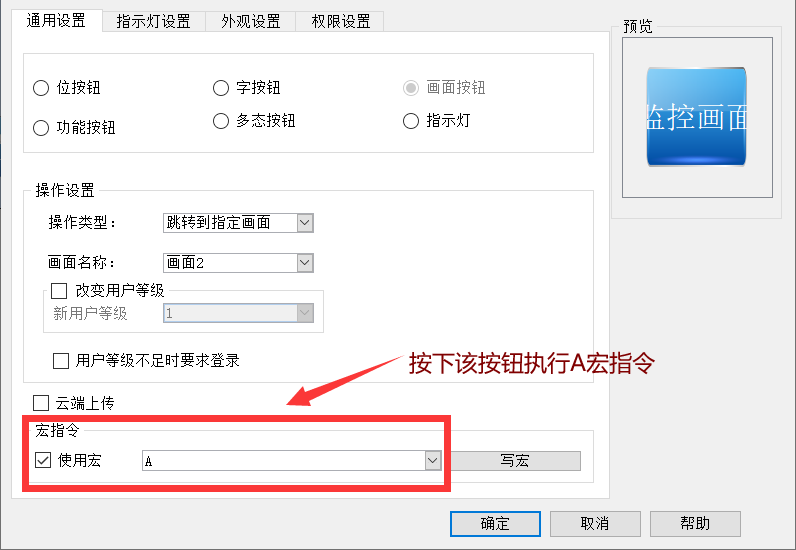 通用设置 指示灯设置 外观设置 权限设置
预览
位按钮 字按钮 画面按钮
功能按钮 多态按钮 指示灯
监控画面
操作设置
操作类型： 跳转到指定画面
画面名称： 画面2
改变用户等级
新用户等级 1
用户等级不足时要求登录
按下该按钮执行A宏指令
云端上传
宏指令
使用宏 A 写宏
确定 取消 帮助